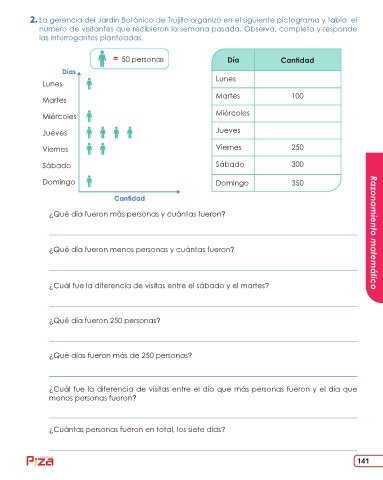 2. La gerencia del Jardín Botánico de Trujillo organizó en el siguiente pictograma y tabla el
número de visitantes que recibieron la semana pasada. Observa, completa y responde
las interrogantes planteadas.
= 50 personas
Días
Lunes
Martes
Miércoles
Jueves
Viernes
Sábado
Domingo
Cantidad
Día Cantidad
Lunes
Martes 100
Miércoles
Jueves
Viernes 250
Sábado 300
Domingo 350
¿Qué día fueron más personas y cuántas fueron?
¿Qué día fueron menos personas y cuántas fueron?
¿Cuál fue la diferencia de visitas entre el sábado y el martes?
¿Qué día fueron 250 personas?
¿Qué días fueron más de 250 personas?
¿Cuál fue la diferencia de visitas entre el día que más personas fueron y el día que
menos personas fueron?
¿Cuántas personas fueron en total, los siete días?
Razonamiento matemático
Pizza
141